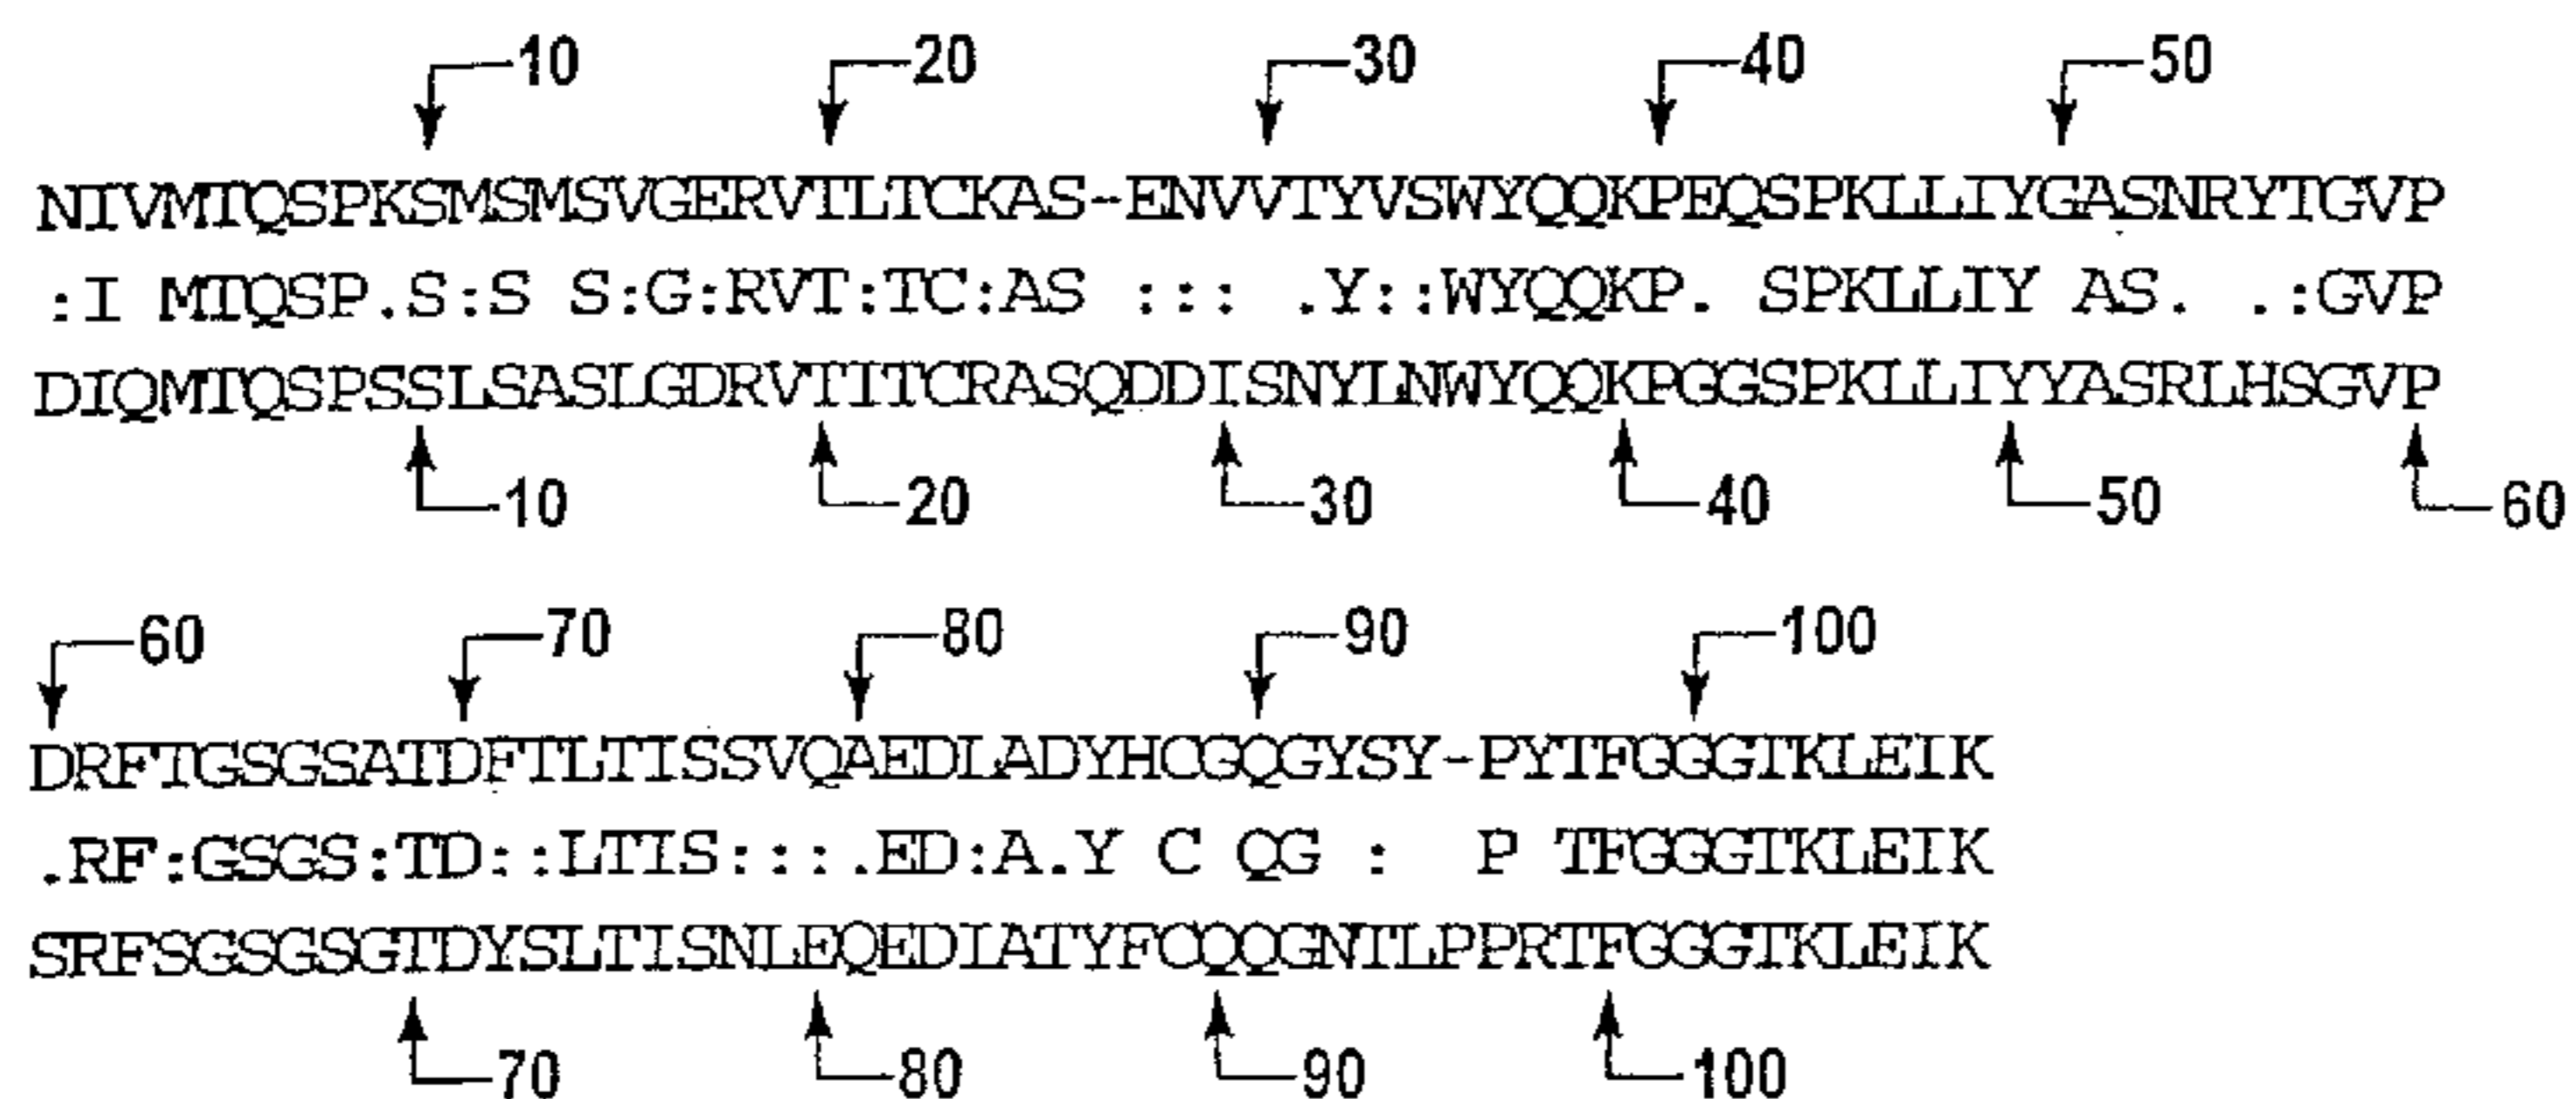 10 20 30 40 50
NIVMTQSPKSMSMSVGERVTLTCKAS-ENVVTYVSWYQQKPEQSPKLLIYGASNRYTGVP
:I MTQSP.S:S S:G:RVT:TC:AS ::: .Y::WYQQKP. SPKLLIY AS. .:GVP
DIQMTQSPSSLSASLGDRVTITCRASQDDISNYLNWYQQKPGGSPKLLIYYASRLHSGVP
10 20 30 40 50 60
60 70 80 90 100
DRFTGSGSATDFTLTISSVQAEDLADYHCGQGYSY-PYTFGGGTKLEIK
.RF:GSGS:TD::LTIS:::.ED:A.Y C QG : P TFGGGTKLEIK
SRFSGSGSGTDYSLTISNLEQEDIATYFCQQGNTLPPRTFGGGTKLEIK
70 80 90 100